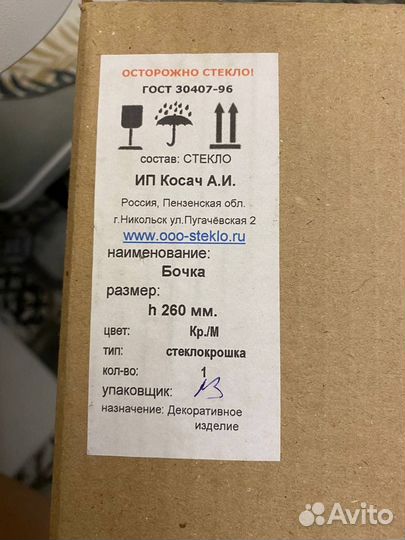 ОСТОРОЖНО СТЕКЛО!
ГОСТ 30407-96
состав: СТЕКЛО
ИП Косач А.И.
Россия, Пензенская обл.
г.Никольск ул.Пугачёвская 2
www.ooo-steklo.ru
наименование:
Бочка
размер:
h 260 мм.
цвет: Кр./М
тип: стеклокрошка
кол-во: 1
упаковщик:
назначение: Декоративное
изделие
Avito